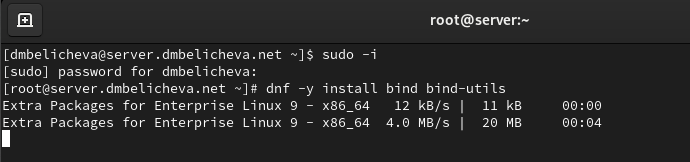 root@server:~
[dmbelicheva@server.dmbelicheva.net ~]$ sudo -i
[sudo] password for dmbelicheva:
[root@server.dmbelicheva.net ~]# dnf -y install bind bind-utils
Extra Packages for Enterprise Linux 9 - x86_64   12 kB/s |  11 kB     00:00
Extra Packages for Enterprise Linux 9 - x86_64  4.0 MB/s |  20 MB     00:04